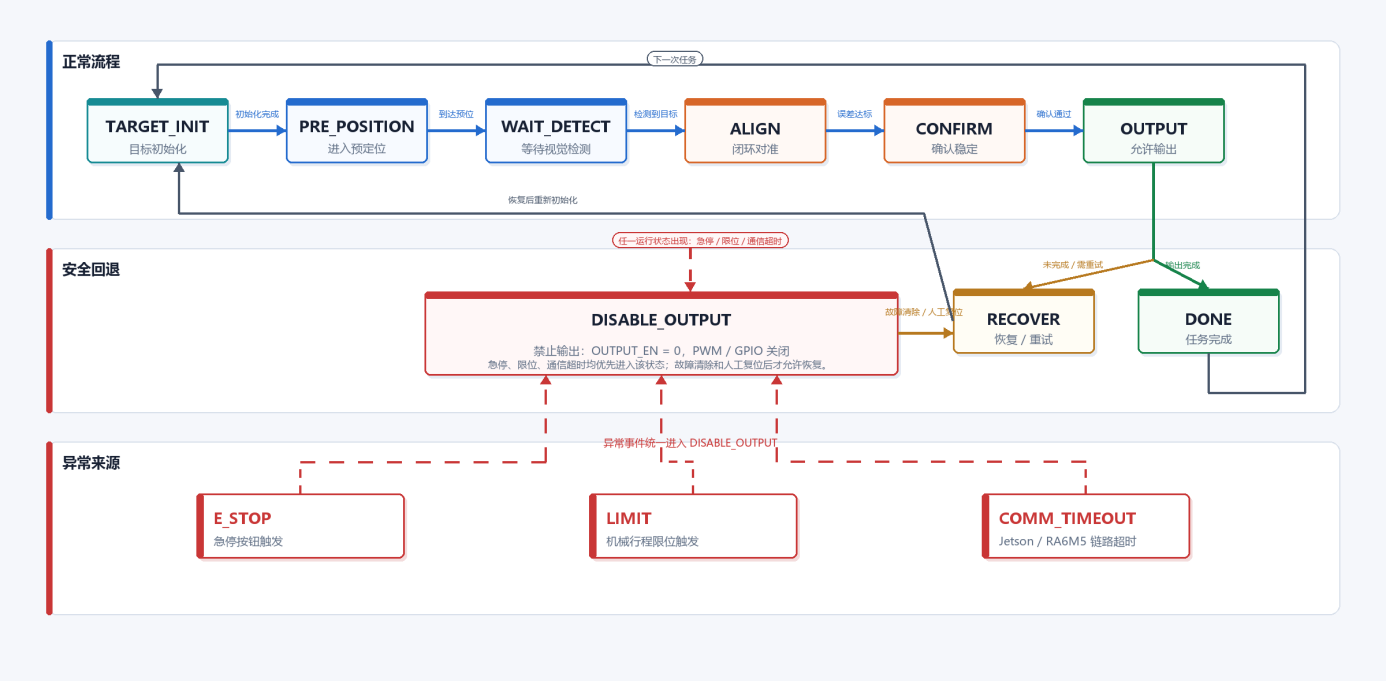 正常流程
下一次任务
TARGET_INIT
目标初始化
初始化完成
PRE_POSITION
进入预定位
到达预位
WAIT_DETECT
等待视觉检测
检测到目标
ALIGN
闭环对准
误差达标
CONFIRM
确认稳定
确认通过
OUTPUT
允许输出
恢复后重新初始化
任一运行状态出现：急停 / 限位 / 通信超时
安全回退
未完成 / 需重试
输出完成
DISABLE_OUTPUT
禁止输出：OUTPUT_EN = 0，PWM / GPIO 关闭
急停、限位、通信超时均优先进入该状态；故障清除和人工复位后才允许恢复。
故障清除 / 人工复位
RECOVER
恢复 / 重试
DONE
任务完成
异常事件统一进入 DISABLE_OUTPUT
异常来源
E_STOP
急停按钮触发
LIMIT
机械行程限位触发
COMM_TIMEOUT
Jetson / RA6M5 链路超时